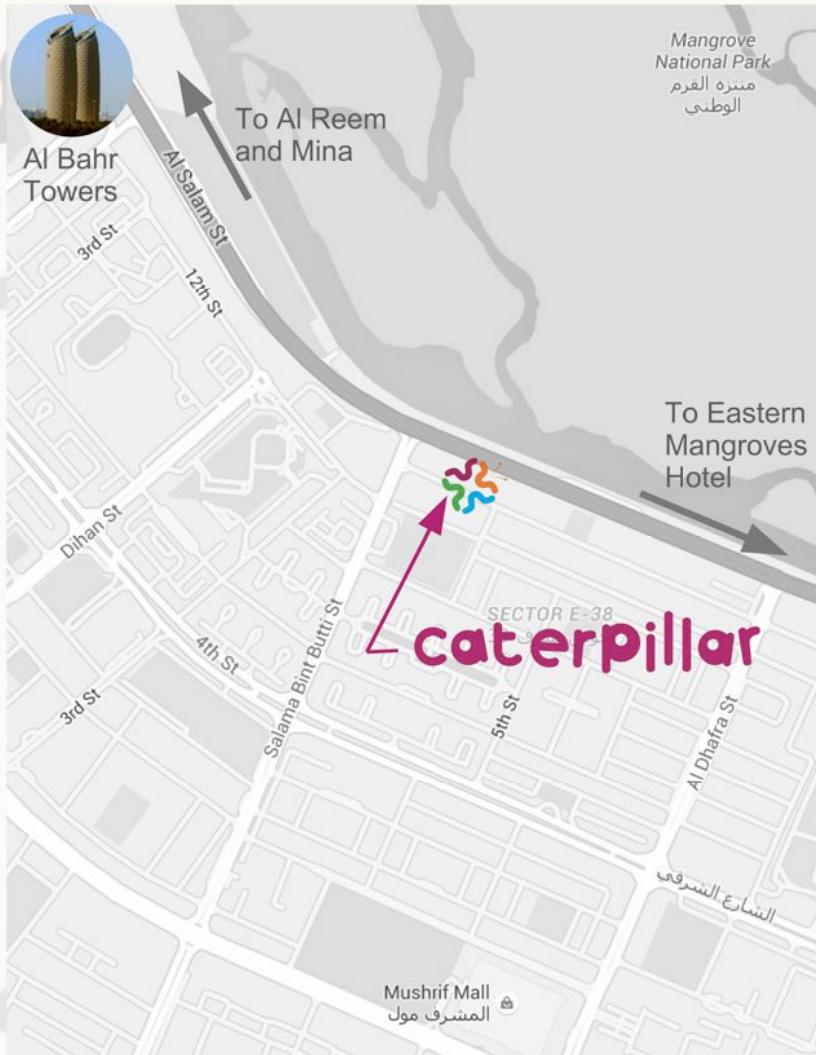 Mangrove
National Park
منتزه القرم
الوطني
To Al Reem
and Mina
Al Bahr
Towers
Al Salam St
3rd St
12th St
To Eastern
Mangroves
Hotel
Dihan St
SECTOR E-38
caterpillar
4th St
Salama Bint Butti St
5th St
3rd St
Al Dhafra St
الشارع الشرقي
Mushrif Mall
المشرف مول